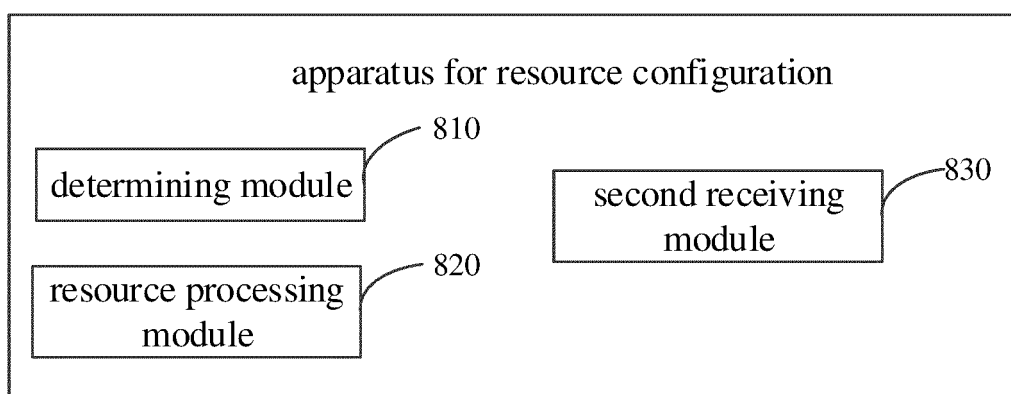 apparatus for resource configuration
810
determining module
830
second receiving
module
820
resource processing
module